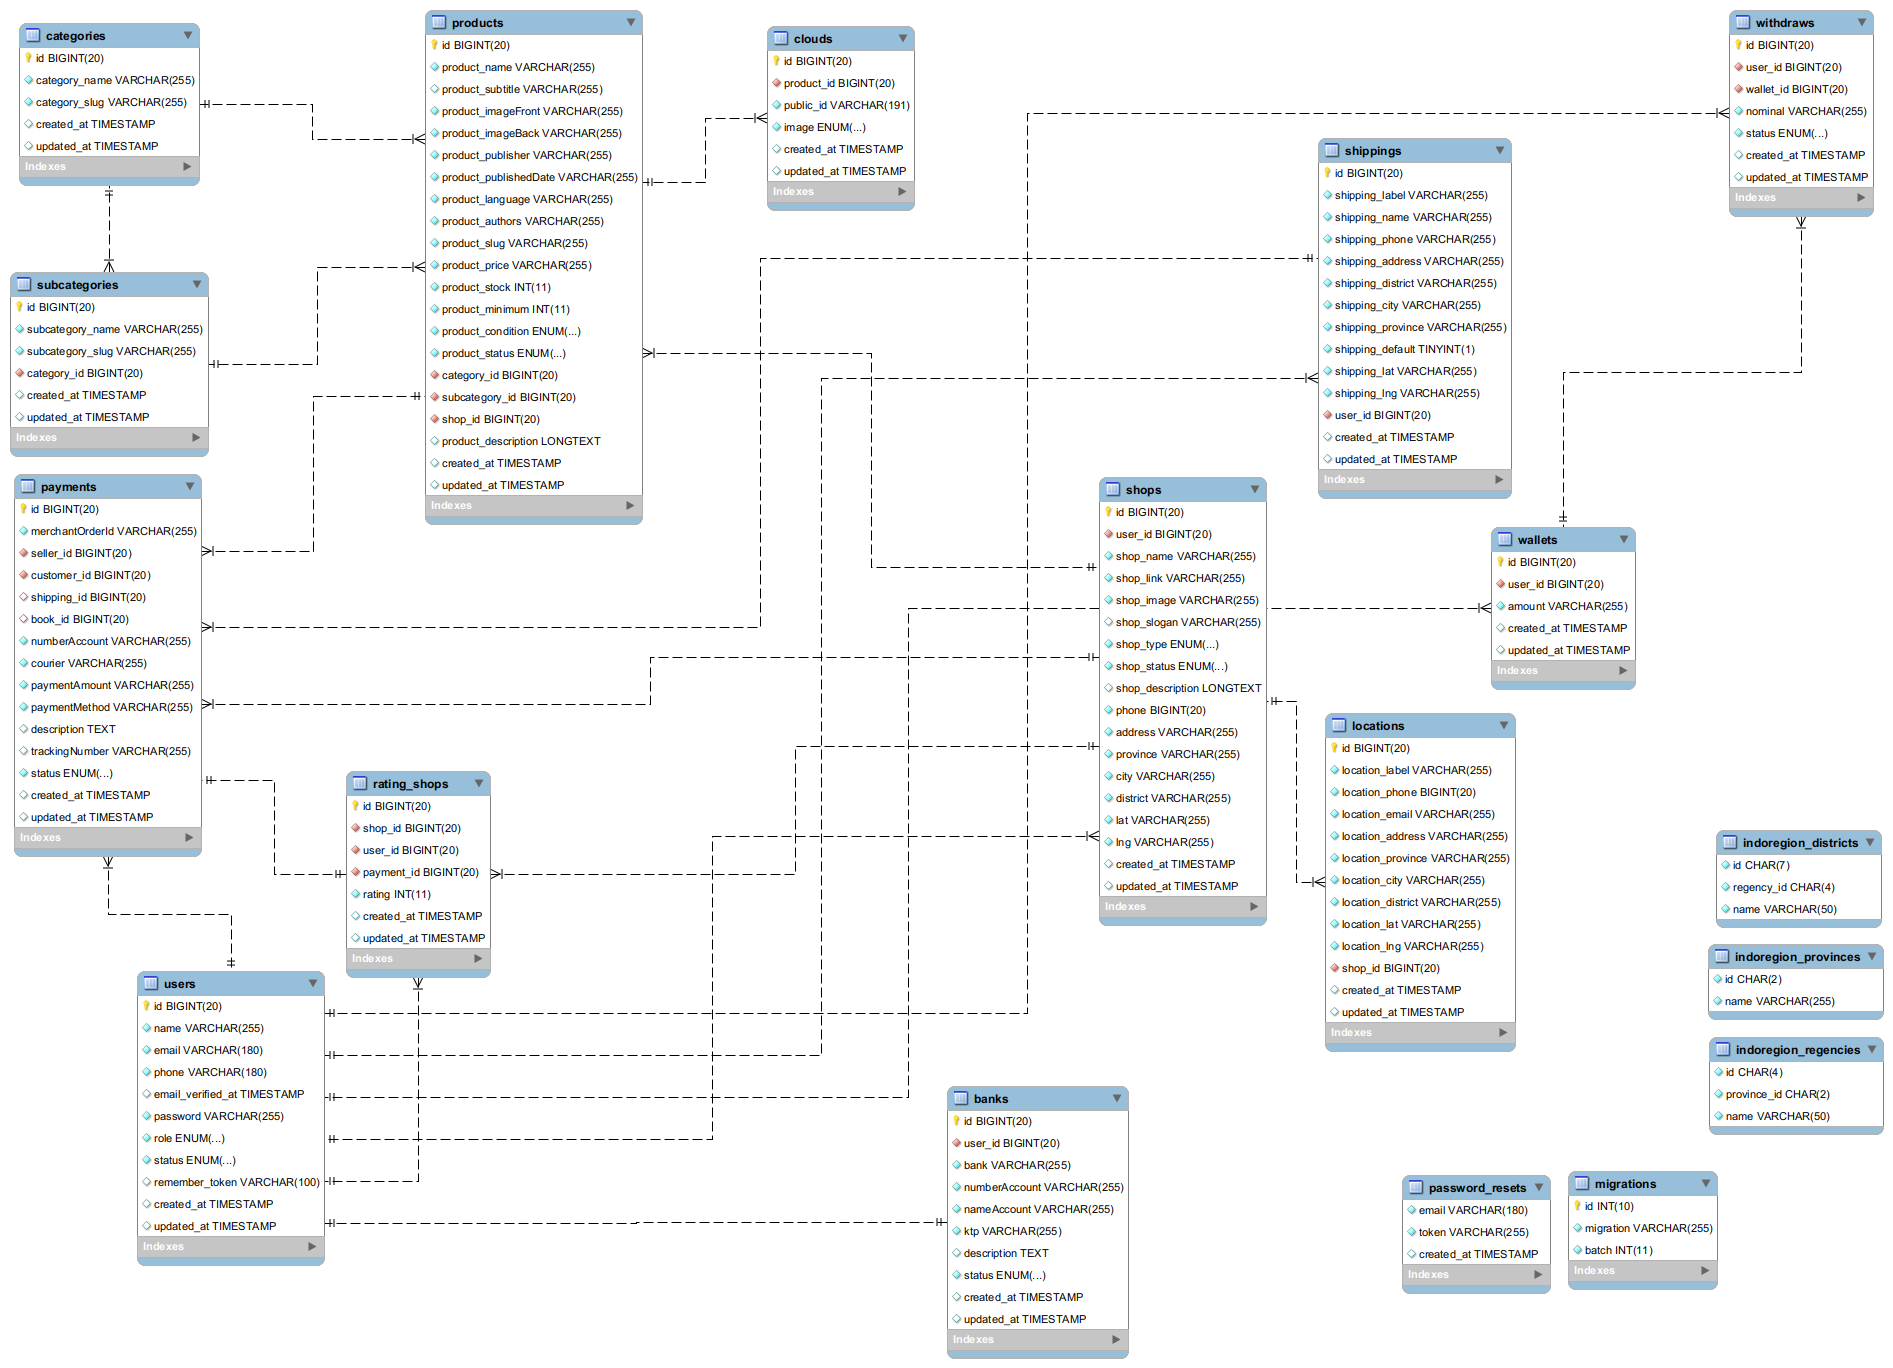 categories
id BIGINT(20)
category_name VARCHAR(255)
category_slug VARCHAR(255)
created_at TIMESTAMP
updated_at TIMESTAMP
Indexes
subcategories
id BIGINT(20)
subcategory_name VARCHAR(255)
subcategory_slug VARCHAR(255)
category_id BIGINT(20)
created_at TIMESTAMP
updated_at TIMESTAMP
Indexes
payments
id BIGINT(20)
merchantOrderId VARCHAR(255)
seller_id BIGINT(20)
customer_id BIGINT(20)
shipping_id BIGINT(20)
book_id BIGINT(20)
numberAccount VARCHAR(255)
courier VARCHAR(255)
paymentAmount VARCHAR(255)
paymentMethod VARCHAR(255)
description TEXT
trackingNumber VARCHAR(255)
status ENUM(...)
created_at TIMESTAMP
updated_at TIMESTAMP
Indexes
users
id BIGINT(20)
name VARCHAR(255)
email VARCHAR(180)
phone VARCHAR(180)
email_verified_at TIMESTAMP
password VARCHAR(255)
role ENUM(...)
status ENUM(...)
remember_token VARCHAR(100)
created_at TIMESTAMP
updated_at TIMESTAMP
Indexes
products
id BIGINT(20)
product_name VARCHAR(255)
product_subtitle VARCHAR(255)
product_imageFront VARCHAR(255)
product_imageBack VARCHAR(255)
product_publisher VARCHAR(255)
product_publishedDate VARCHAR(255)
product_language VARCHAR(255)
product_authors VARCHAR(255)
product_slug VARCHAR(255)
product_price VARCHAR(255)
product_stock INT(11)
product_minimum INT(11)
product_condition ENUM(...)
product_status ENUM(...)
category_id BIGINT(20)
subcategory_id BIGINT(20)
shop_id BIGINT(20)
product_description LONGTEXT
created_at TIMESTAMP
updated_at TIMESTAMP
Indexes
rating_shops
id BIGINT(20)
shop_id BIGINT(20)
user_id BIGINT(20)
payment_id BIGINT(20)
rating INT(11)
created_at TIMESTAMP
updated_at TIMESTAMP
Indexes
clouds
id BIGINT(20)
product_id BIGINT(20)
public_id VARCHAR(191)
image ENUM(...)
created_at TIMESTAMP
updated_at TIMESTAMP
Indexes
shops
id BIGINT(20)
user_id BIGINT(20)
shop_name VARCHAR(255)
shop_link VARCHAR(255)
shop_image VARCHAR(255)
shop_slogan VARCHAR(255)
shop_type ENUM(...)
shop_status ENUM(...)
shop_description LONGTEXT
phone BIGINT(20)
address VARCHAR(255)
province VARCHAR(255)
city VARCHAR(255)
district VARCHAR(255)
lat VARCHAR(255)
lng VARCHAR(255)
created_at TIMESTAMP
updated_at TIMESTAMP
Indexes
banks
id BIGINT(20)
user_id BIGINT(20)
bank VARCHAR(255)
numberAccount VARCHAR(255)
nameAccount VARCHAR(255)
ktp VARCHAR(255)
description TEXT
status ENUM(...)
created_at TIMESTAMP
updated_at TIMESTAMP
Indexes
shippings
id BIGINT(20)
shipping_label VARCHAR(255)
shipping_name VARCHAR(255)
shipping_phone VARCHAR(255)
shipping_address VARCHAR(255)
shipping_district VARCHAR(255)
shipping_city VARCHAR(255)
shipping_province VARCHAR(255)
shipping_default TINYINT(1)
shipping_lat VARCHAR(255)
shipping_lng VARCHAR(255)
user_id BIGINT(20)
created_at TIMESTAMP
updated_at TIMESTAMP
Indexes
withdraws
id BIGINT(20)
user_id BIGINT(20)
wallet_id BIGINT(20)
nominal VARCHAR(255)
status ENUM(...)
created_at TIMESTAMP
updated_at TIMESTAMP
Indexes
wallets
id BIGINT(20)
user_id BIGINT(20)
amount VARCHAR(255)
created_at TIMESTAMP
updated_at TIMESTAMP
Indexes
locations
id BIGINT(20)
location_label VARCHAR(255)
location_phone BIGINT(20)
location_email VARCHAR(255)
location_address VARCHAR(255)
location_province VARCHAR(255)
location_city VARCHAR(255)
location_district VARCHAR(255)
location_lat VARCHAR(255)
location_lng VARCHAR(255)
shop_id BIGINT(20)
created_at TIMESTAMP
updated_at TIMESTAMP
Indexes
indoregion_districts
id CHAR(7)
regency_id CHAR(4)
name VARCHAR(50)
indoregion_provinces
id CHAR(2)
name VARCHAR(255)
indoregion_regencies
id CHAR(4)
province_id CHAR(2)
name VARCHAR(50)
password_resets
email VARCHAR(180)
token VARCHAR(255)
created_at TIMESTAMP
Indexes
migrations
id INT(10)
migration VARCHAR(255)
batch INT(11)
Indexes